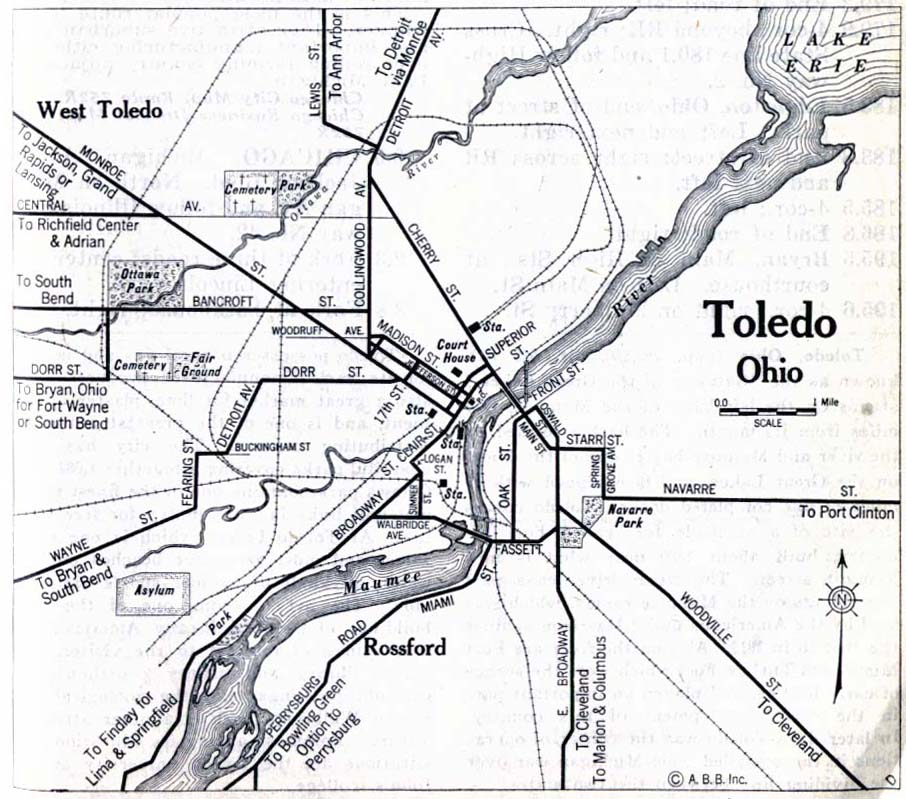 LAKE
ERIE
LEWIS ST.
To Ann Arbor
To Detroit
via Monroe
DETROIT AV.
West Toledo
To Jackson, Grand
Rapids or
Lansing
MONROE
ST.
CENTRAL AV.
To Richfield Center
& Adrian
Cemetery
Park
Ottawa
River
To South
Bend
Ottawa
Park
BANCROFT ST.
COLLINGWOOD AV.
CHERRY ST.
WOODRUFF AVE.
MADISON ST.
JEFFERSON ST.
Court
House
Sta.
SUPERIOR
ST.
River
Toledo
Ohio
0.0 1 Mile
SCALE
DORR ST.
Cemetery
Fair
Ground
DORR ST.
To Bryan, Ohio
for Fort Wayne
or South Bend
DETROIT AV.
BUCKINGHAM ST
FEARING ST.
7th ST.
Sta.
Sta.
Sta.
FRONT ST.
OSWALD
MAIN ST.
STARR ST.
LOGAN
ST.
SUMNER
ST.
OAK ST.
SPRING
GROVE AV.
NAVARRE ST.
To Port Clinton
Navarre
Park
BROADWAY
WALBRIDGE
AVE.
FASSETT
WAYNE ST.
To Bryan &
South Bend
Asylum
Park
Maumee
MIAMI ST.
ROAD
PERRYSBURG
Rossford
To Findlay for
Lima & Springfield
To Bowling Green
Option to
Perrysburg
E. BROADWAY
To Cleveland
To Marion & Columbus
WOODVILLE ST.
To Cleveland
N
© A. B. B. Inc.